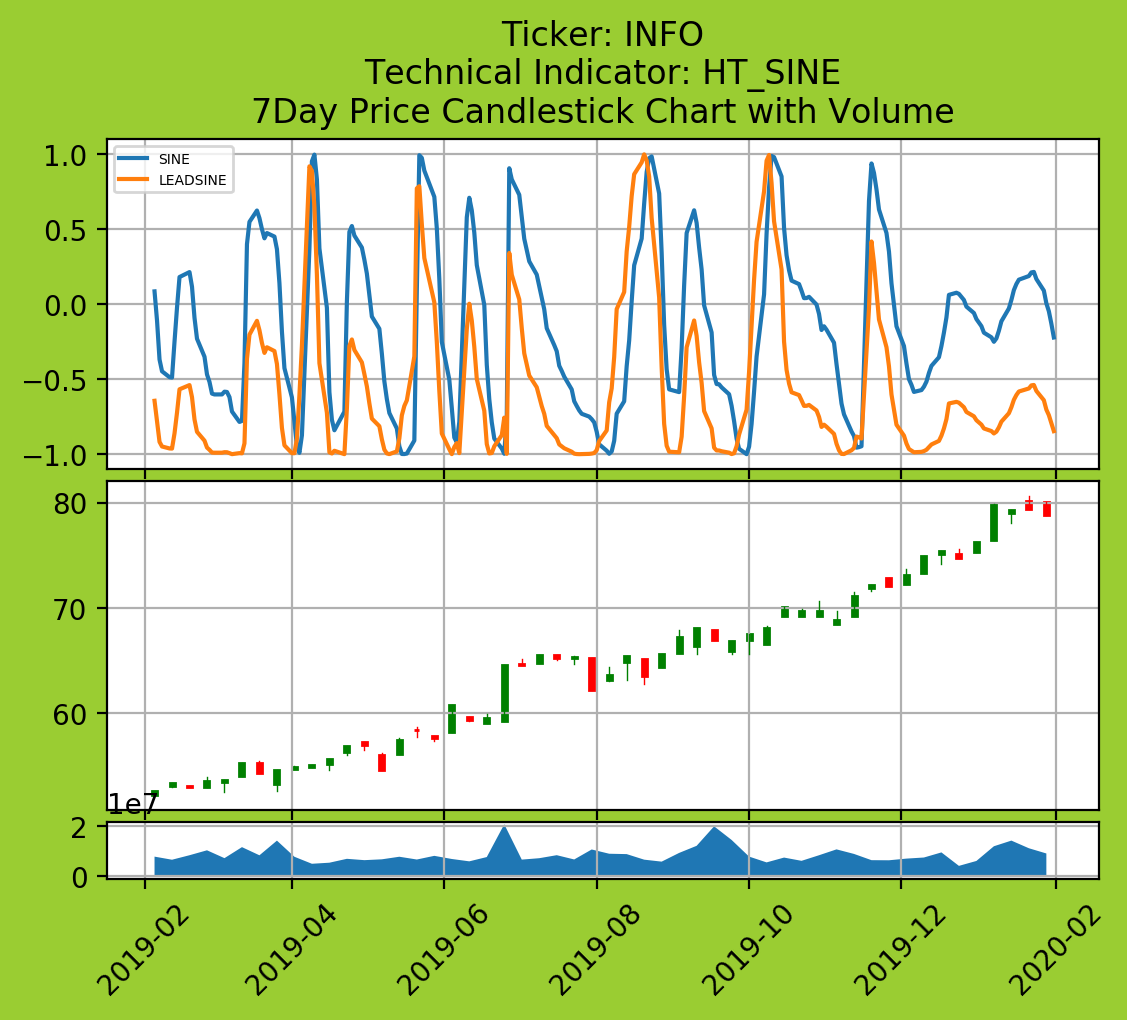 Ticker: INFO
Technical Indicator: HT_SINE
7Day Price Candlestick Chart with Volume
SINE
LEADSINE
1.0
0.5
0.0
−0.5
−1.0
80
70
60
1e7
2
0
2019-02
2019-04
2019-06
2019-08
2019-10
2019-12
2020-02